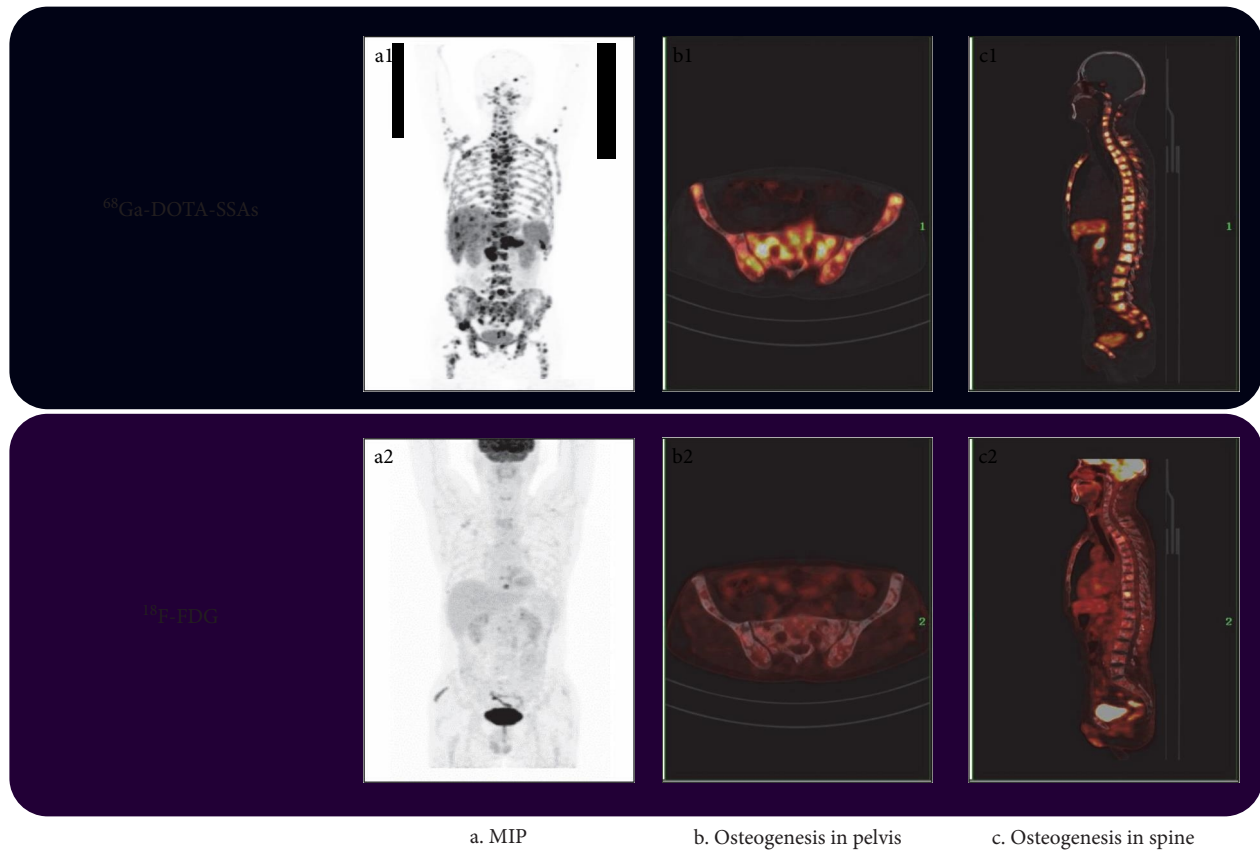 a1
b1
c1
1
1
⁶⁸Ga-DOTA-SSAs
a2
b2
c2
2
2
¹⁸F-FDG
a. MIP
b. Osteogenesis in pelvis
c. Osteogenesis in spine